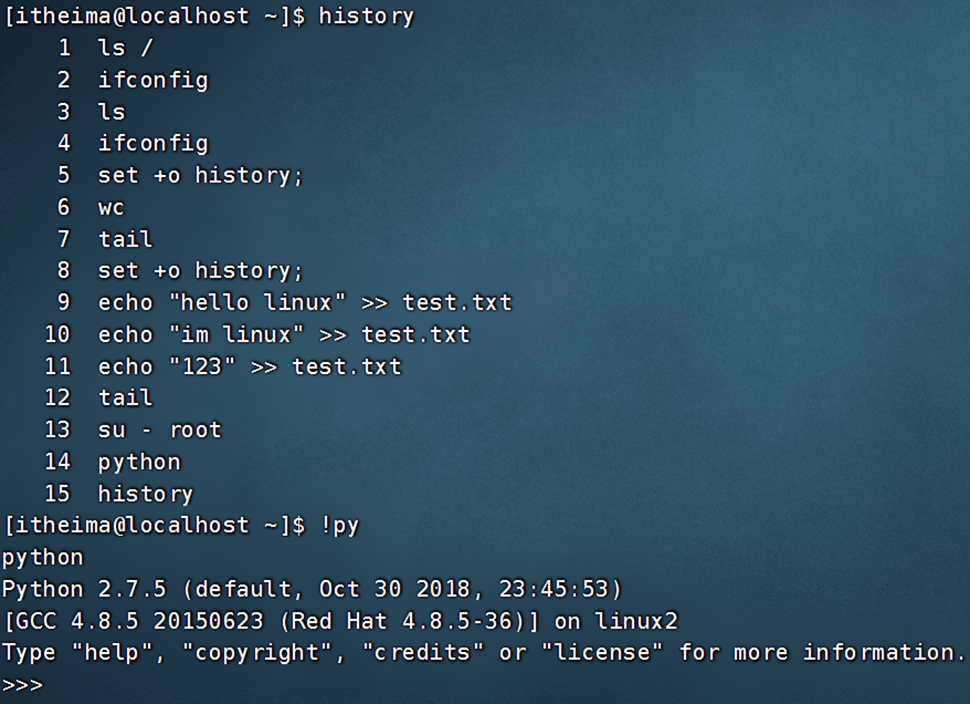 [itheima@localhost ~]$ history
    1  ls /
    2  ifconfig
    3  ls
    4  ifconfig
    5  set +o history;
    6  wc
    7  tail
    8  set +o history;
    9  echo "hello linux" >> test.txt
   10  echo "im linux" >> test.txt
   11  echo "123" >> test.txt
   12  tail
   13  su - root
   14  python
   15  history
[itheima@localhost ~]$ !py
python
Python 2.7.5 (default, Oct 30 2018, 23:45:53)
[GCC 4.8.5 20150623 (Red Hat 4.8.5-36)] on linux2
Type "help", "copyright", "credits" or "license" for more information.
>>>